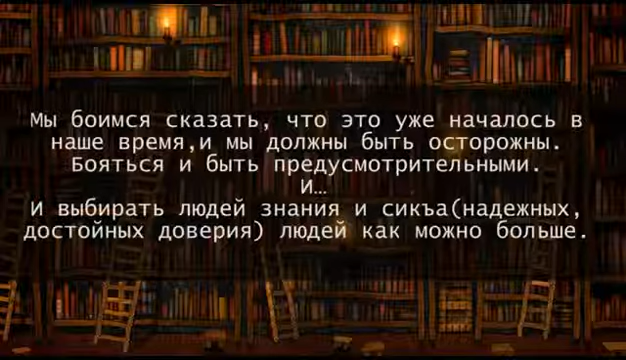 Мы боимся сказать, что это уже началось в
наше время,и мы должны быть осторожны.
Бояться и быть предусмотрительными.
И…
И выбирать людей знания и сикъа(надежных,
достойных доверия) людей как можно больше.